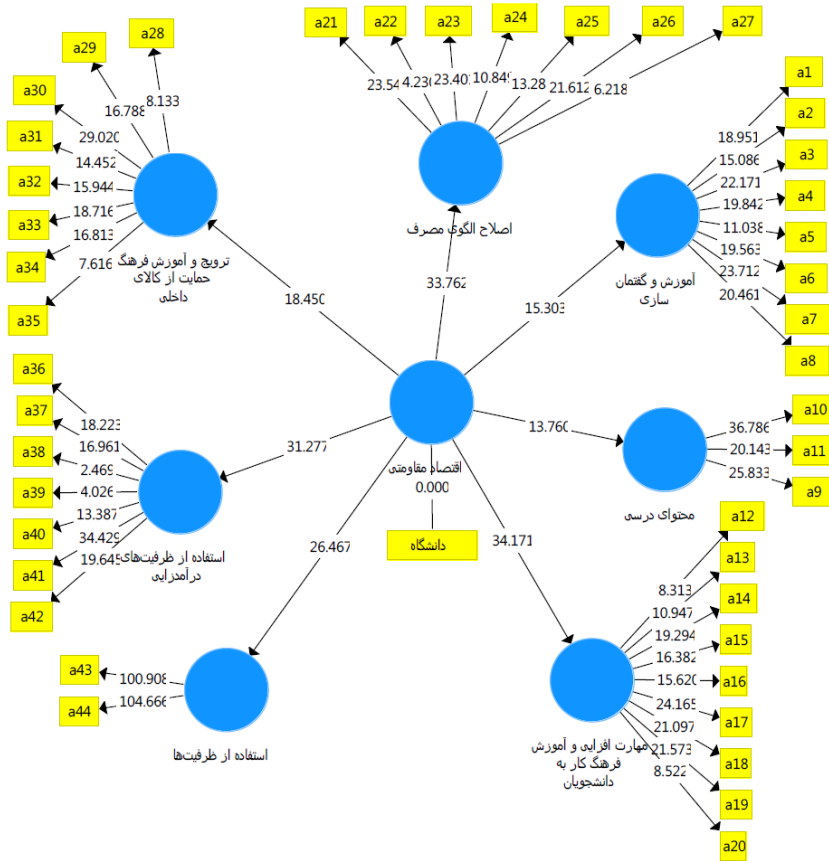 a21
a22
a23
a24
a25
a26
a27
23.54
4.230
23.401
10.849
13.28
21.612
6.218
اصلاح الگوی مصرف
a28
a29
a30
a31
a32
a33
a34
a35
8.133
16.788
29.020
14.452
15.944
18.716
16.813
7.616
ترویج و آموزش فرهنگ
حمایت از کالای
داخلی
a1
a2
a3
a4
a5
a6
a7
a8
18.951
15.086
22.171
19.842
11.038
19.563
23.712
20.461
آموزش و گفتمان
سازی
18.450
33.762
15.303
31.277
13.760
26.467
34.171
اقتصاد مقاومتی
0.000
دانشگاه
a10
a11
a9
36.786
20.143
25.833
محتوای درسی
a36
a37
a38
a39
a40
a41
a42
18.223
16.961
2.469
4.026
13.387
34.429
19.645
استفاده از ظرفیت‌های
درآمدزایی
a43
a44
100.908
104.666
استفاده از ظرفیت‌ها
a12
a13
a14
a15
a16
a17
a18
a19
a20
8.313
10.947
19.294
16.382
15.620
24.165
21.097
21.573
8.522
مهارت افزایی و آموزش
فرهنگ کار به
دانشجویان